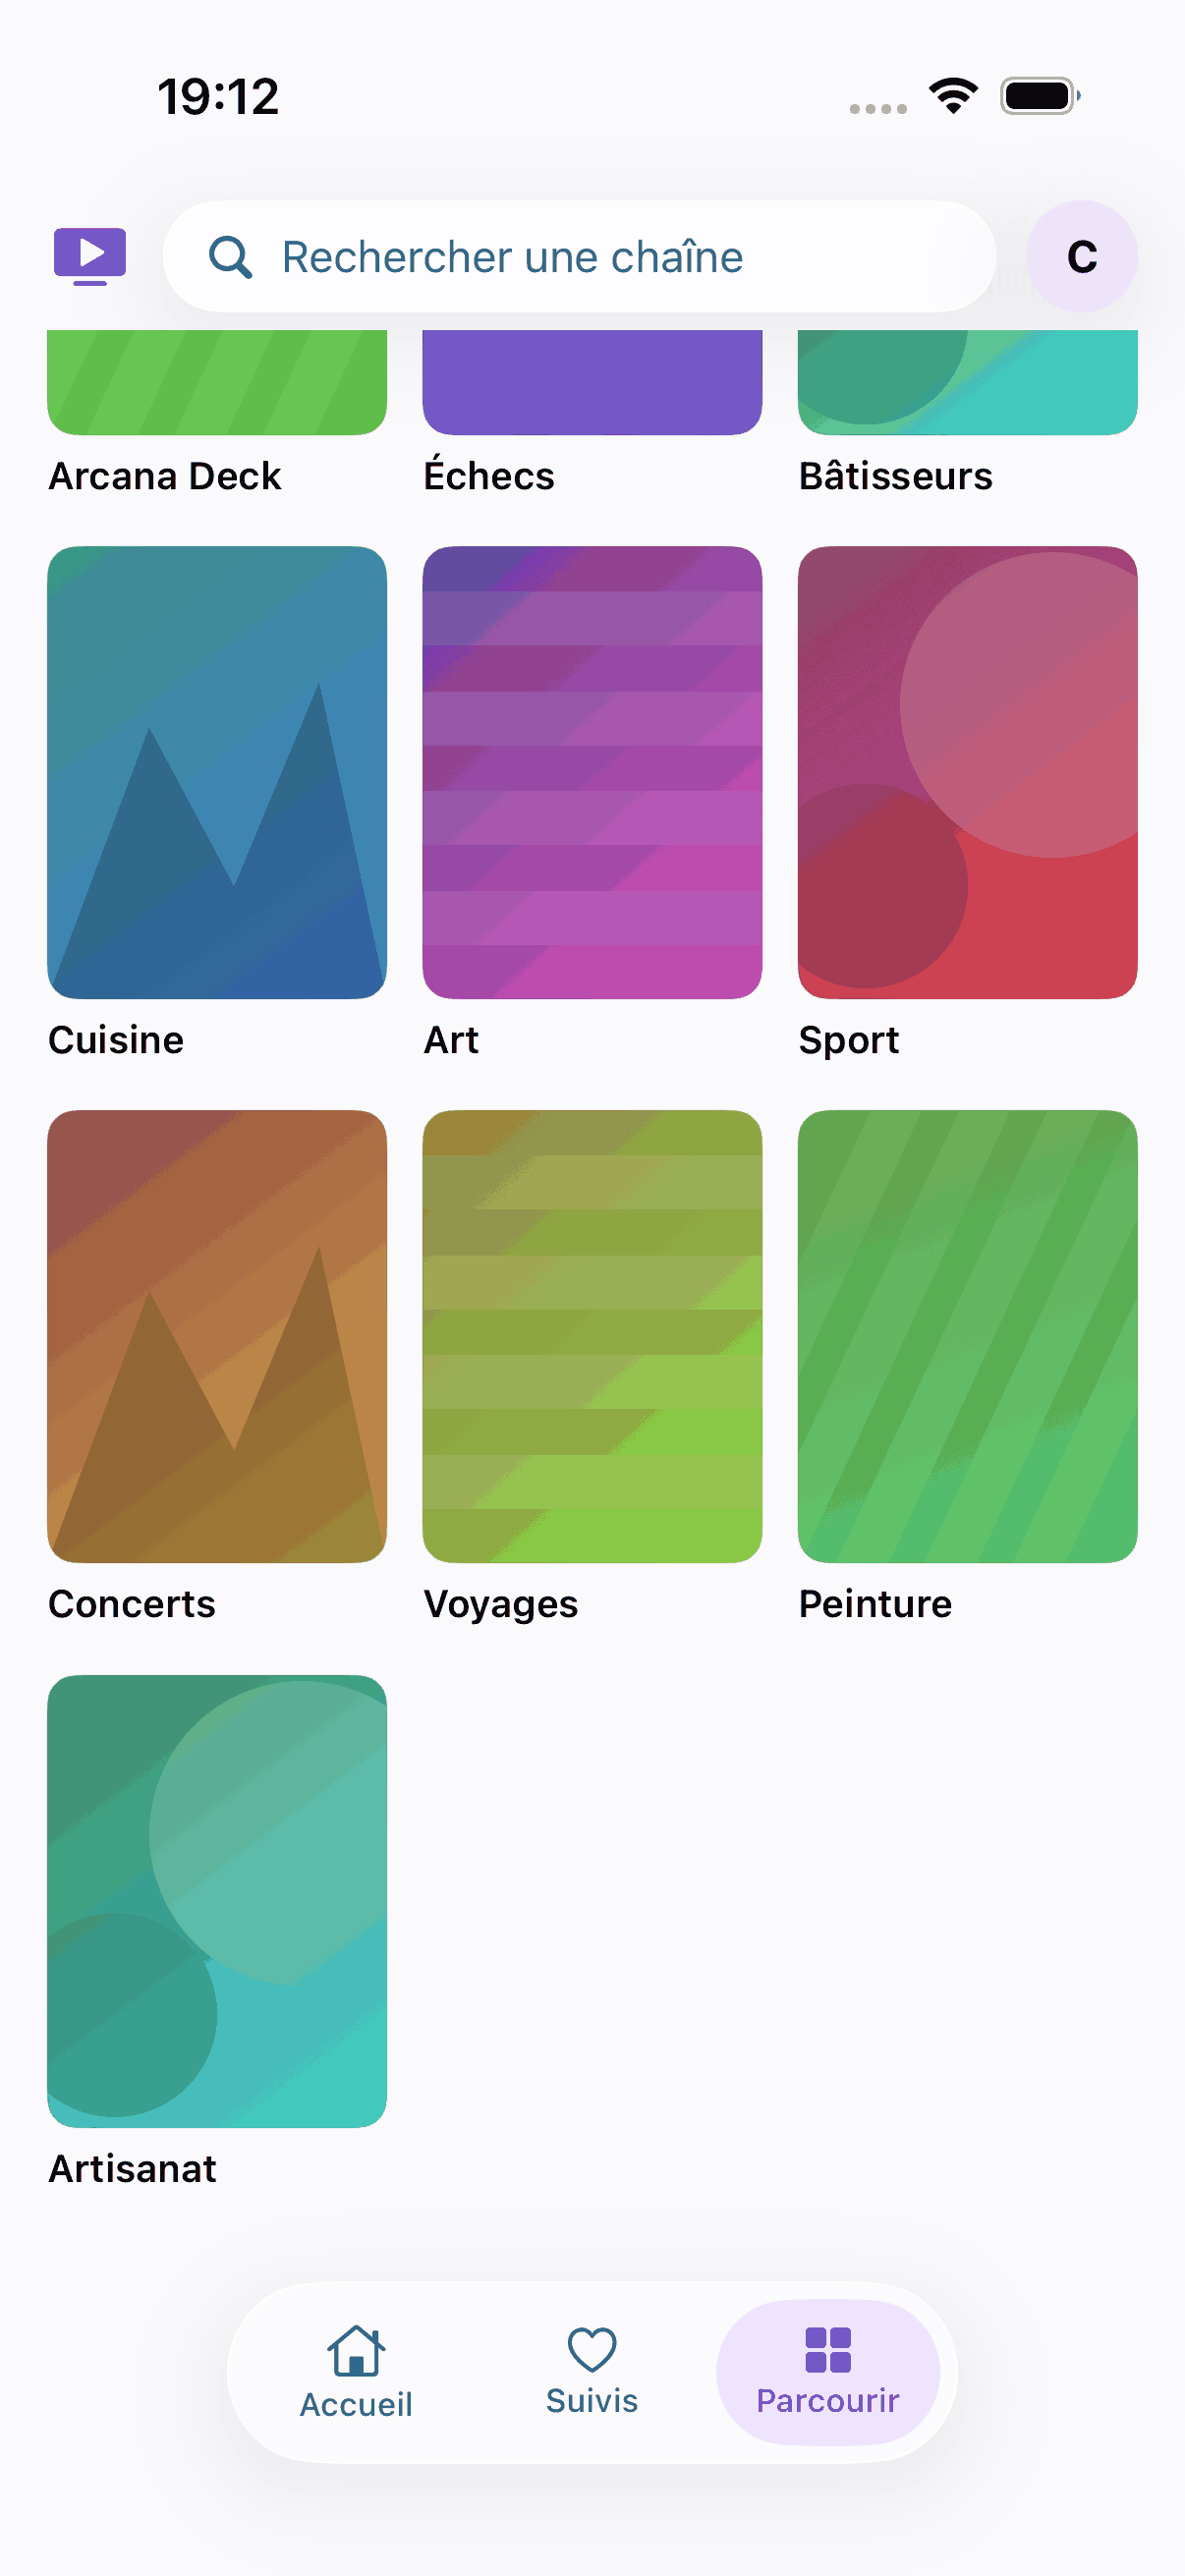 19:12
Rechercher une chaîne
C
Arcana Deck
Échecs
Bâtisseurs
Cuisine
Art
Sport
Concerts
Voyages
Peinture
Artisanat
Accueil
Suivis
Parcourir